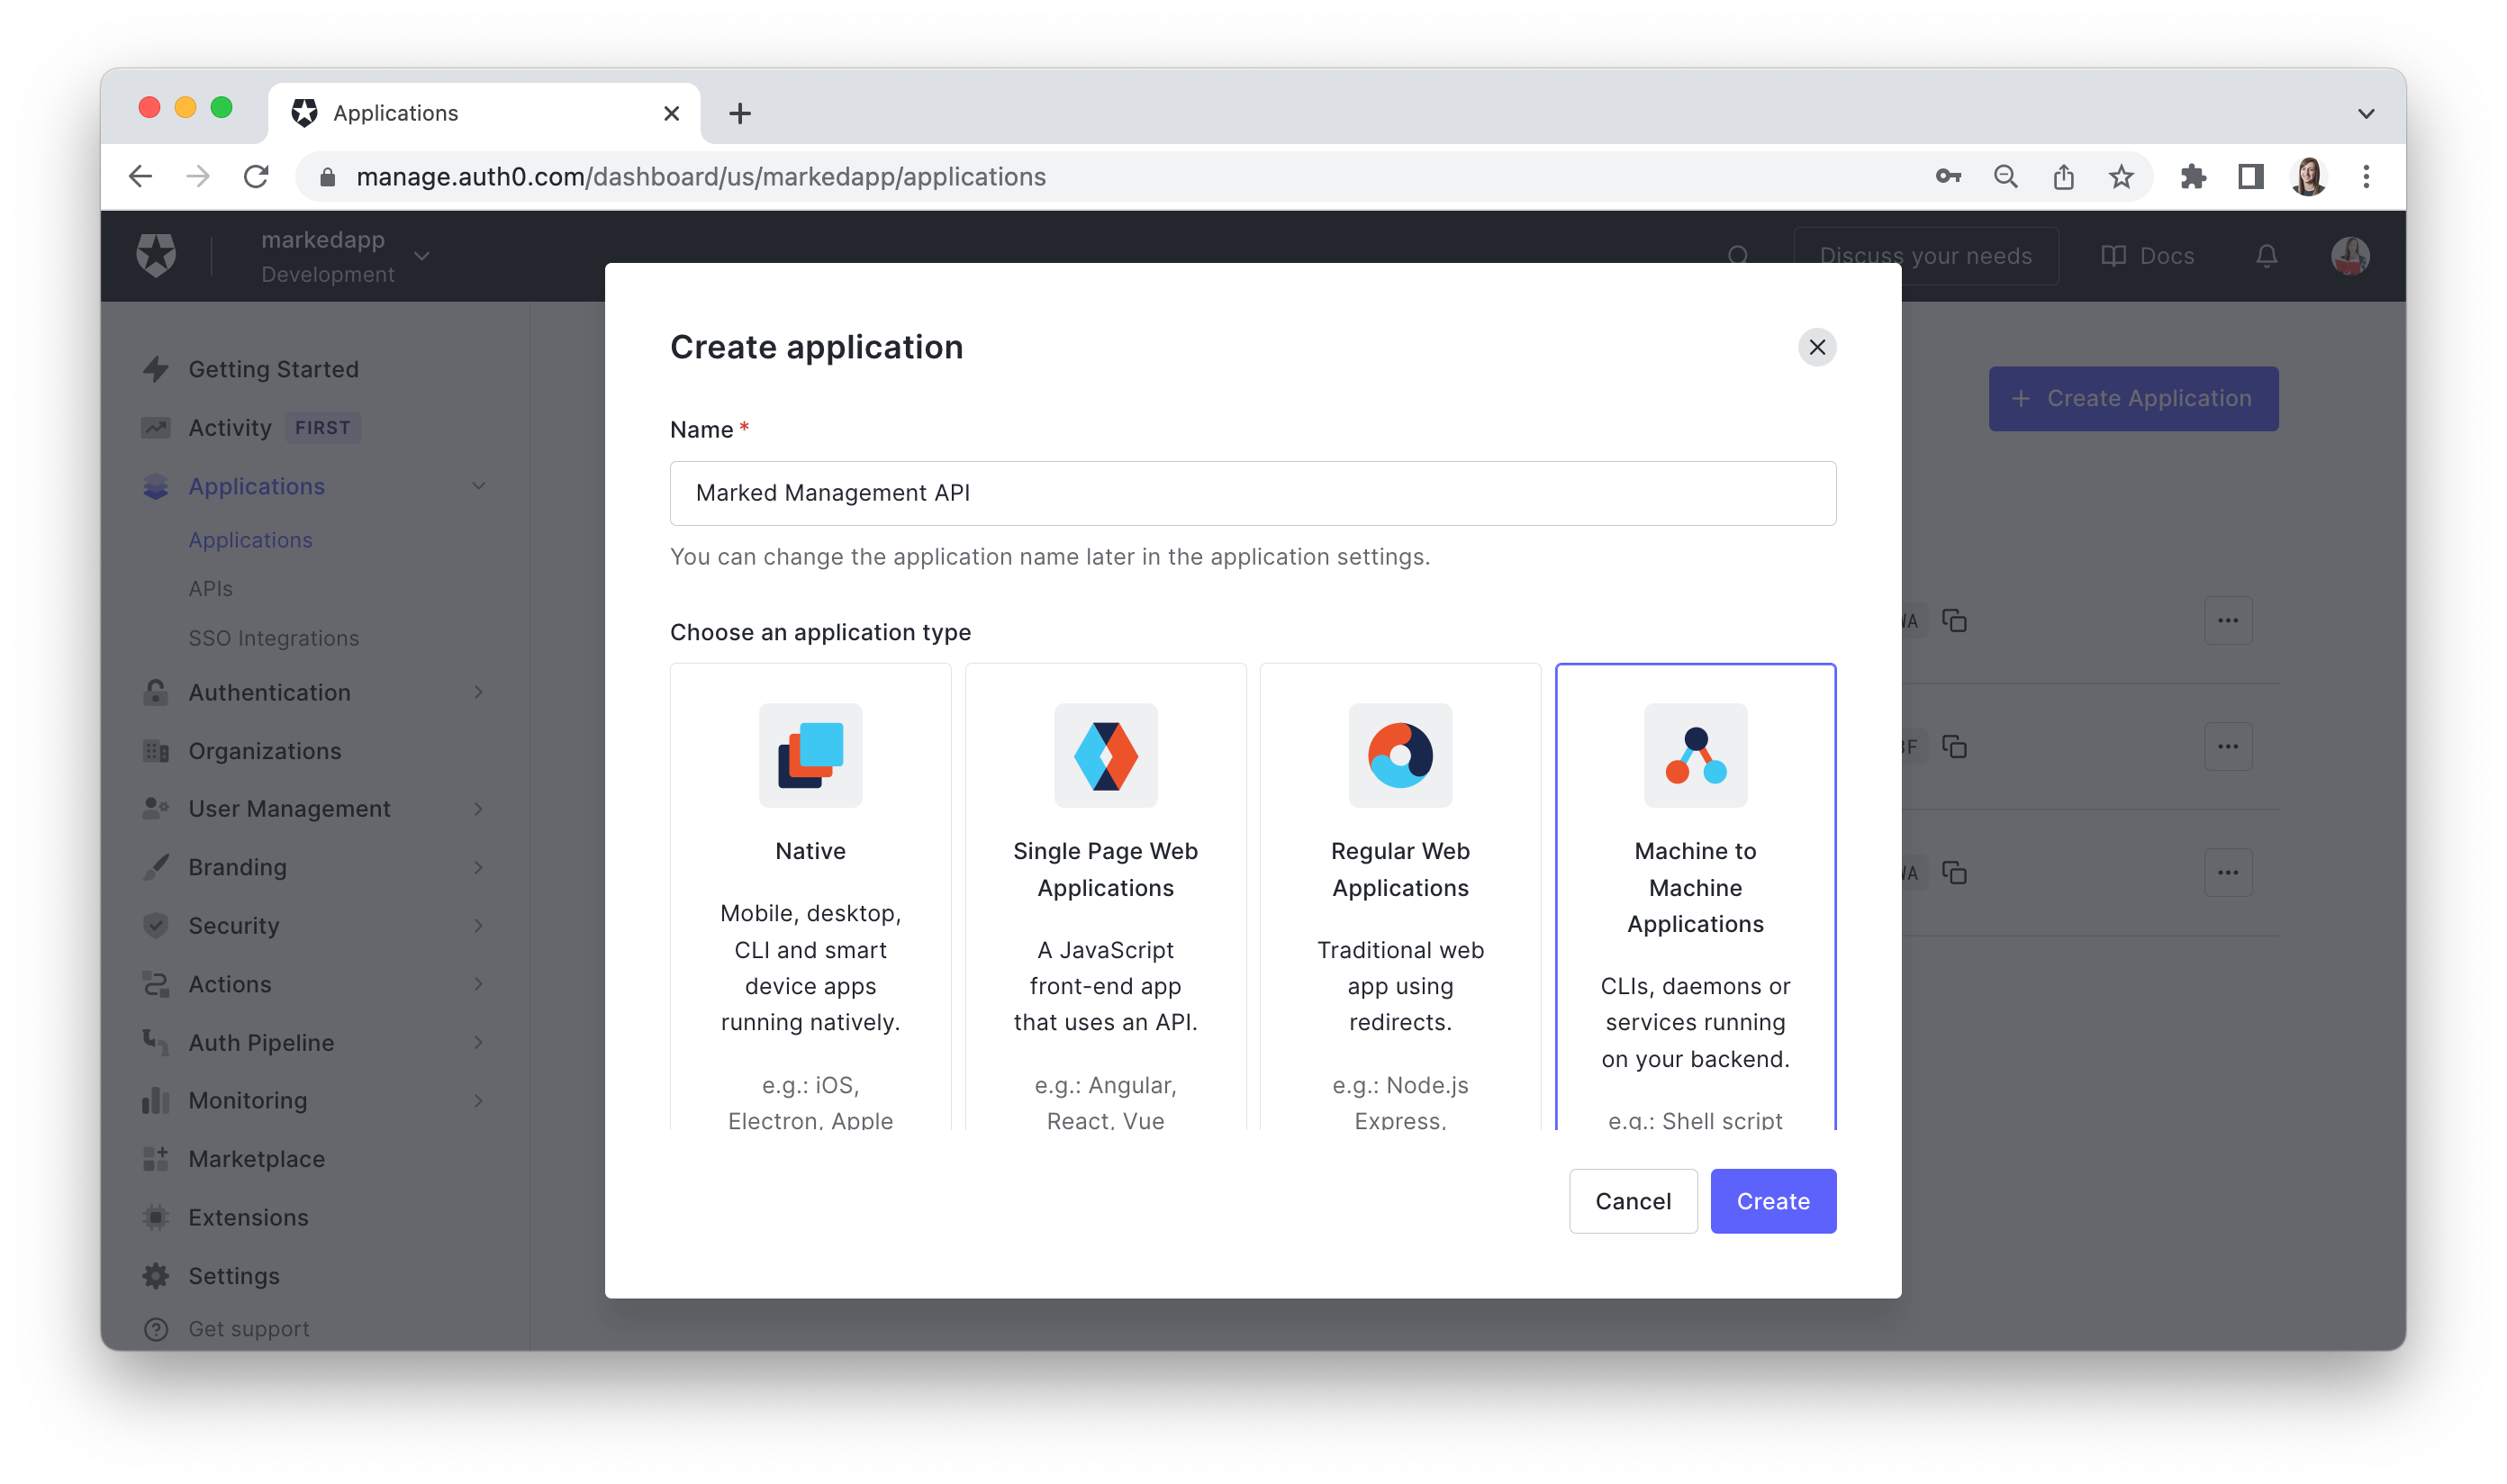 Applications
manage.auth0.com/dashboard/us/markedapp/applications
markedapp
Development
Discuss your needs
Docs
Getting Started
Activity FIRST
Applications
Applications
APIs
SSO Integrations
Authentication
Organizations
User Management
Branding
Security
Actions
Auth Pipeline
Monitoring
Marketplace
Extensions
Settings
Get support
Create Application
Create application
Name *
Marked Management API
You can change the application name later in the application settings.
Choose an application type
Native
Mobile, desktop,
CLI and smart
device apps
running natively.
e.g.: iOS,
Electron, Apple
Single Page Web
Applications
A JavaScript
front-end app
that uses an API.
e.g.: Angular,
React, Vue
Regular Web
Applications
Traditional web
app using
redirects.
e.g.: Node.js
Express,
Machine to
Machine
Applications
CLIs, daemons or
services running
on your backend.
e.g.: Shell script
Cancel
Create